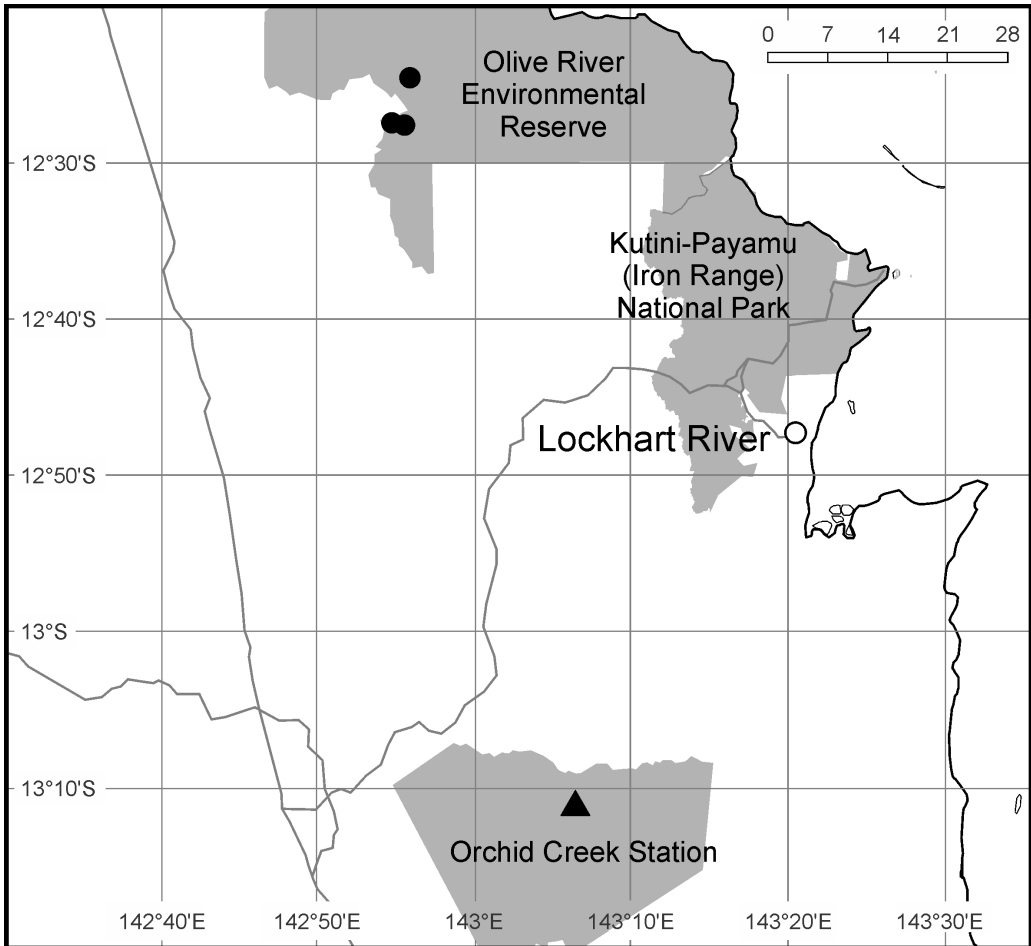 0 7 14 21 28
Olive River
Environmental
Reserve
12°30'S
Kutini-Payamu
(Iron Range)
National Park
12°40'S
Lockhart River
12°50'S
13°S
13°10'S
Orchid Creek Station
142°40'E 142°50'E 143°E 143°10'E 143°20'E 143°30'E